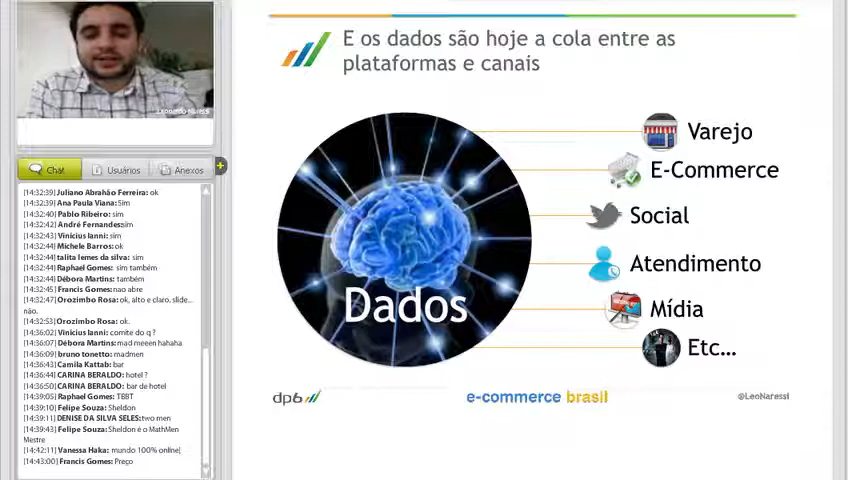 Leonardo Naressi
Chat
Usuários
Anexos
[14:32:39] Juliano Abrahão Ferreira: ok
[14:32:39] Ana Paula Viana: Sim
[14:32:40] Pablo Ribeiro: sim
[14:32:42] André Fernandes: sim
[14:32:43] Vinicius Ianni: sim
[14:32:44] Michele Barros: ok
[14:32:44] talita lemes da silva: sim
[14:32:44] Raphael Gomes: sim também
[14:32:44] Débora Martins: também
[14:32:45] Francis Gomes: nao abre
[14:32:47] Orozimbo Rosa: ok, alto e claro, slide...
não.
[14:32:53] Orozimbo Rosa: ok.
[14:36:02] Vinicius Ianni: comite do q ?
[14:36:07] Débora Martins: mad meeen hahaha
[14:36:09] bruno tonetto: madmen
[14:36:43] Camila Kattab: bar
[14:36:44] CARINA BERALDO: hotel ?
[14:36:50] CARINA BERALDO: bar de hotel
[14:39:05] Raphael Gomes: TBBT
[14:39:10] Felipe Souza: Sheldon
[14:39:11] DENISE DA SILVA SELES: two men
[14:39:43] Felipe Souza: Sheldon é o MathMen
Mestre
[14:42:11] Vanessa Haka: mundo 100% online|
[14:43:00] Francis Gomes: Preço
E os dados são hoje a cola entre as
plataformas e canais
Dados
Varejo
E-Commerce
Social
Atendimento
Mídia
Etc...
dp6
e-commerce brasil
@LeoNaressi